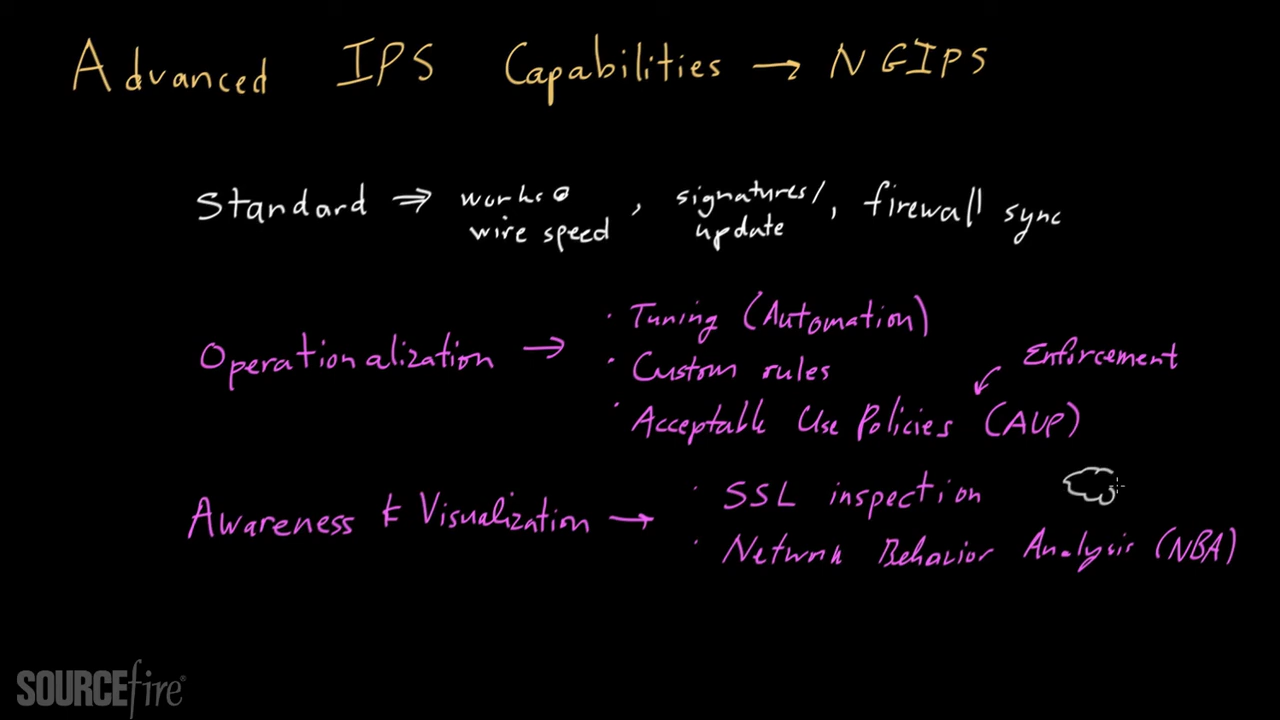 Advanced IPS Capabilities → NGIPS
Standard ⇒ works @ wire speed , signatures/ update , firewall sync
Operationalization →
· Tuning (Automation)
· Custom rules
Enforcement
· Acceptable Use Policies (AUP)
Awareness & Visualization →
· SSL inspection
· Network Behavior Analysis (NBA)
SOURCEfire®